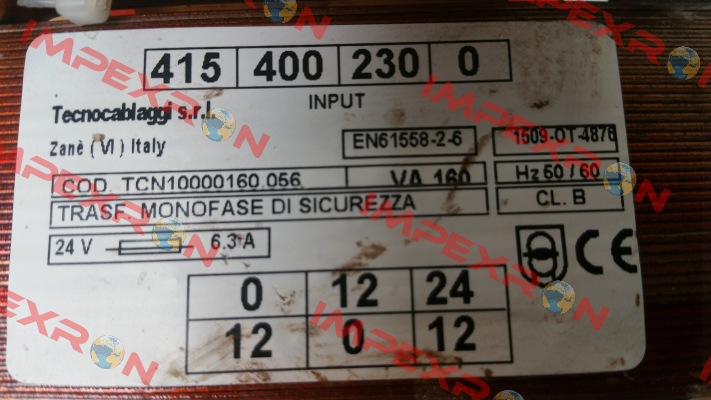 415 400 230 0
INPUT
Tecnocablaggi s.r.l.
Zanè ( VI ) Italy
EN61558-2-6
1509-OT-4876
COD. TCN10000160.056
VA 160
Hz 50 / 60
TRASF. MONOFASE DI SICUREZZA
CL. B
24 V 6.3 A
CE
0 12 24
12 0 12
IMPEXRON